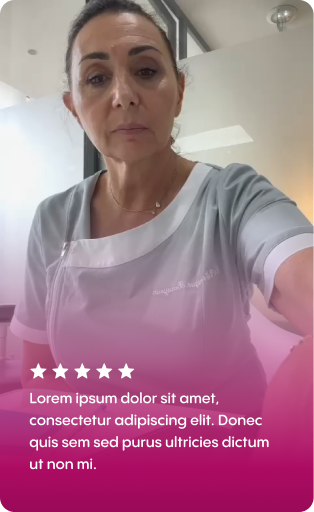 Lorem ipsum dolor sit amet,
consectetur adipiscing elit. Donec
quis sem sed purus ultricies dictum
ut non mi.